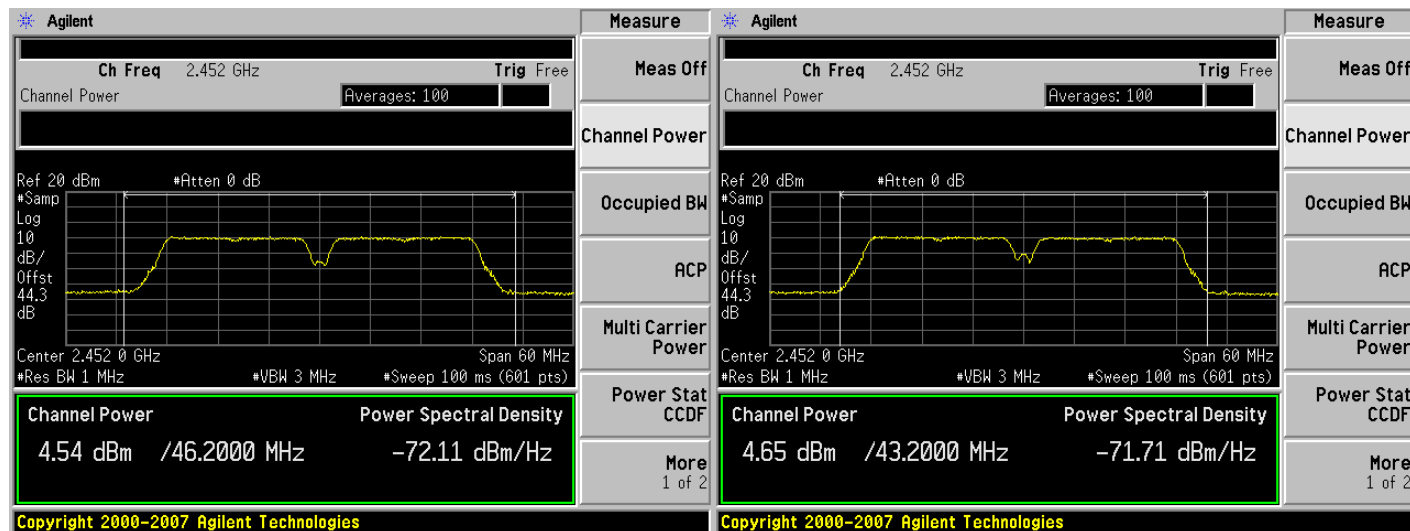 Agilent
Measure
Ch Freq 2.452 GHz Trig Free
Channel Power Averages: 100
Ref 20 dBm #Atten 0 dB
#Samp
Log
10
dB/
Offst
44.3
dB
Center 2.452 0 GHz Span 60 MHz
#Res BW 1 MHz #VBW 3 MHz #Sweep 100 ms (601 pts)
Channel Power Power Spectral Density
4.54 dBm /46.2000 MHz -72.11 dBm/Hz
Copyright 2000-2007 Agilent Technologies
Meas Off
Channel Power
Occupied BW
ACP
Multi Carrier
Power
Power Stat
CCDF
More
1 of 2
Agilent
Measure
Ch Freq 2.452 GHz Trig Free
Channel Power Averages: 100
Ref 20 dBm #Atten 0 dB
#Samp
Log
10
dB/
Offst
44.3
dB
Center 2.452 0 GHz Span 60 MHz
#Res BW 1 MHz #VBW 3 MHz #Sweep 100 ms (601 pts)
Channel Power Power Spectral Density
4.65 dBm /43.2000 MHz -71.71 dBm/Hz
Copyright 2000-2007 Agilent Technologies
Meas Off
Channel Power
Occupied BW
ACP
Multi Carrier
Power
Power Stat
CCDF
More
1 of 2